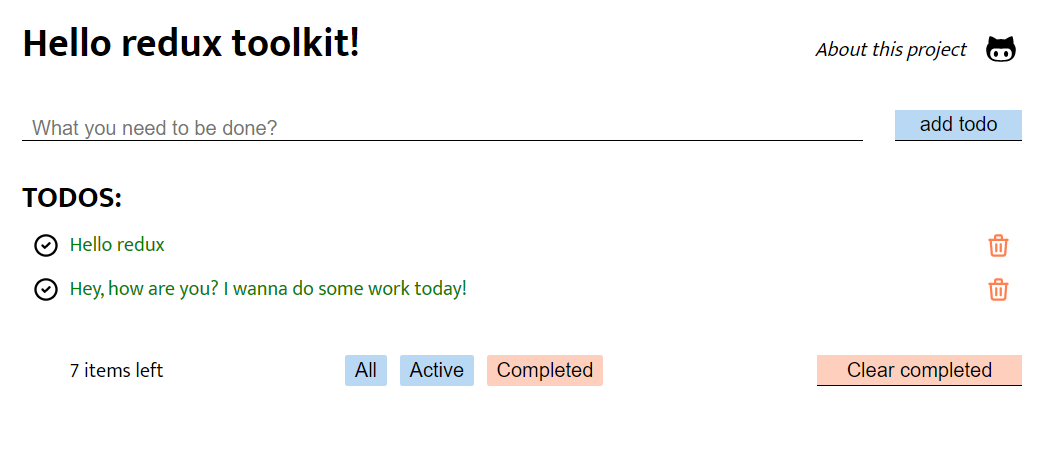 Hello redux toolkit!
About this project
What you need to be done?
add todo
TODOS:
Hello redux
Hey, how are you? I wanna do some work today!
7 items left
All
Active
Completed
Clear completed